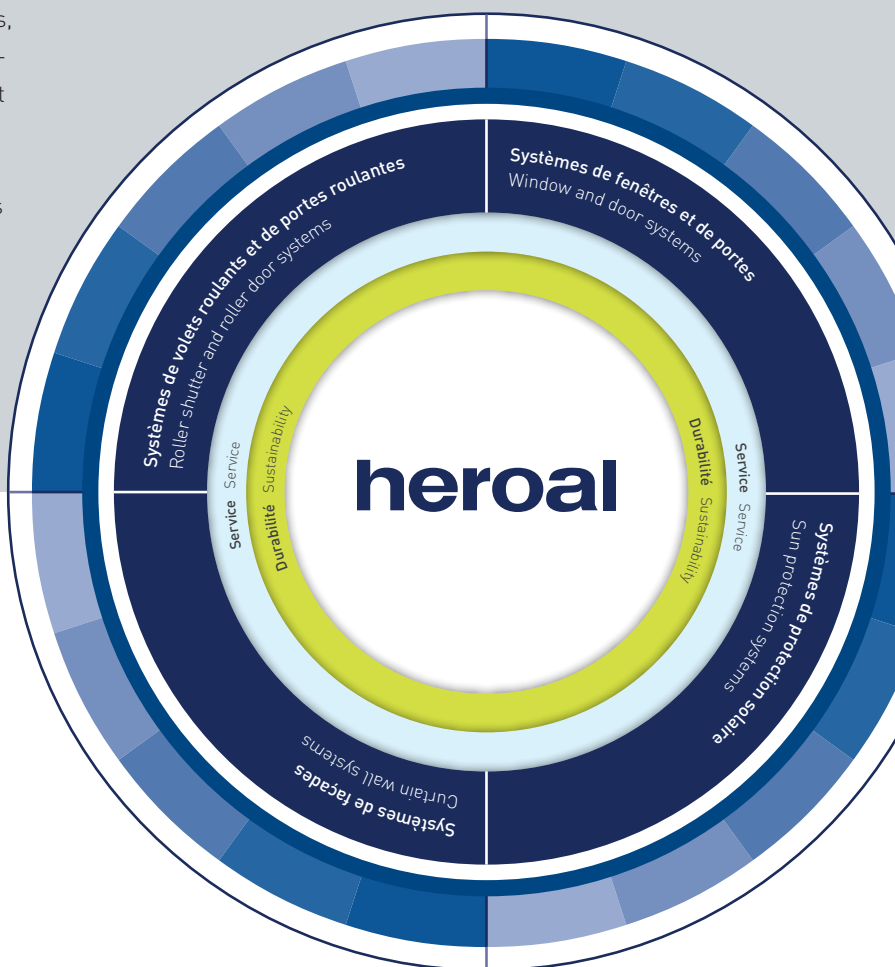 s,
-
t
s
Systèmes de volets roulants et de portes roulantes
Roller shutter and roller door systems
Systèmes de fenêtres et de portes
Window and door systems
Service Service
Durabilité Sustainability
heroal
Durabilité Sustainability
Service Service
Systèmes de protection solaire
Sun protection systems
Systèmes de façades
Curtain wall systems